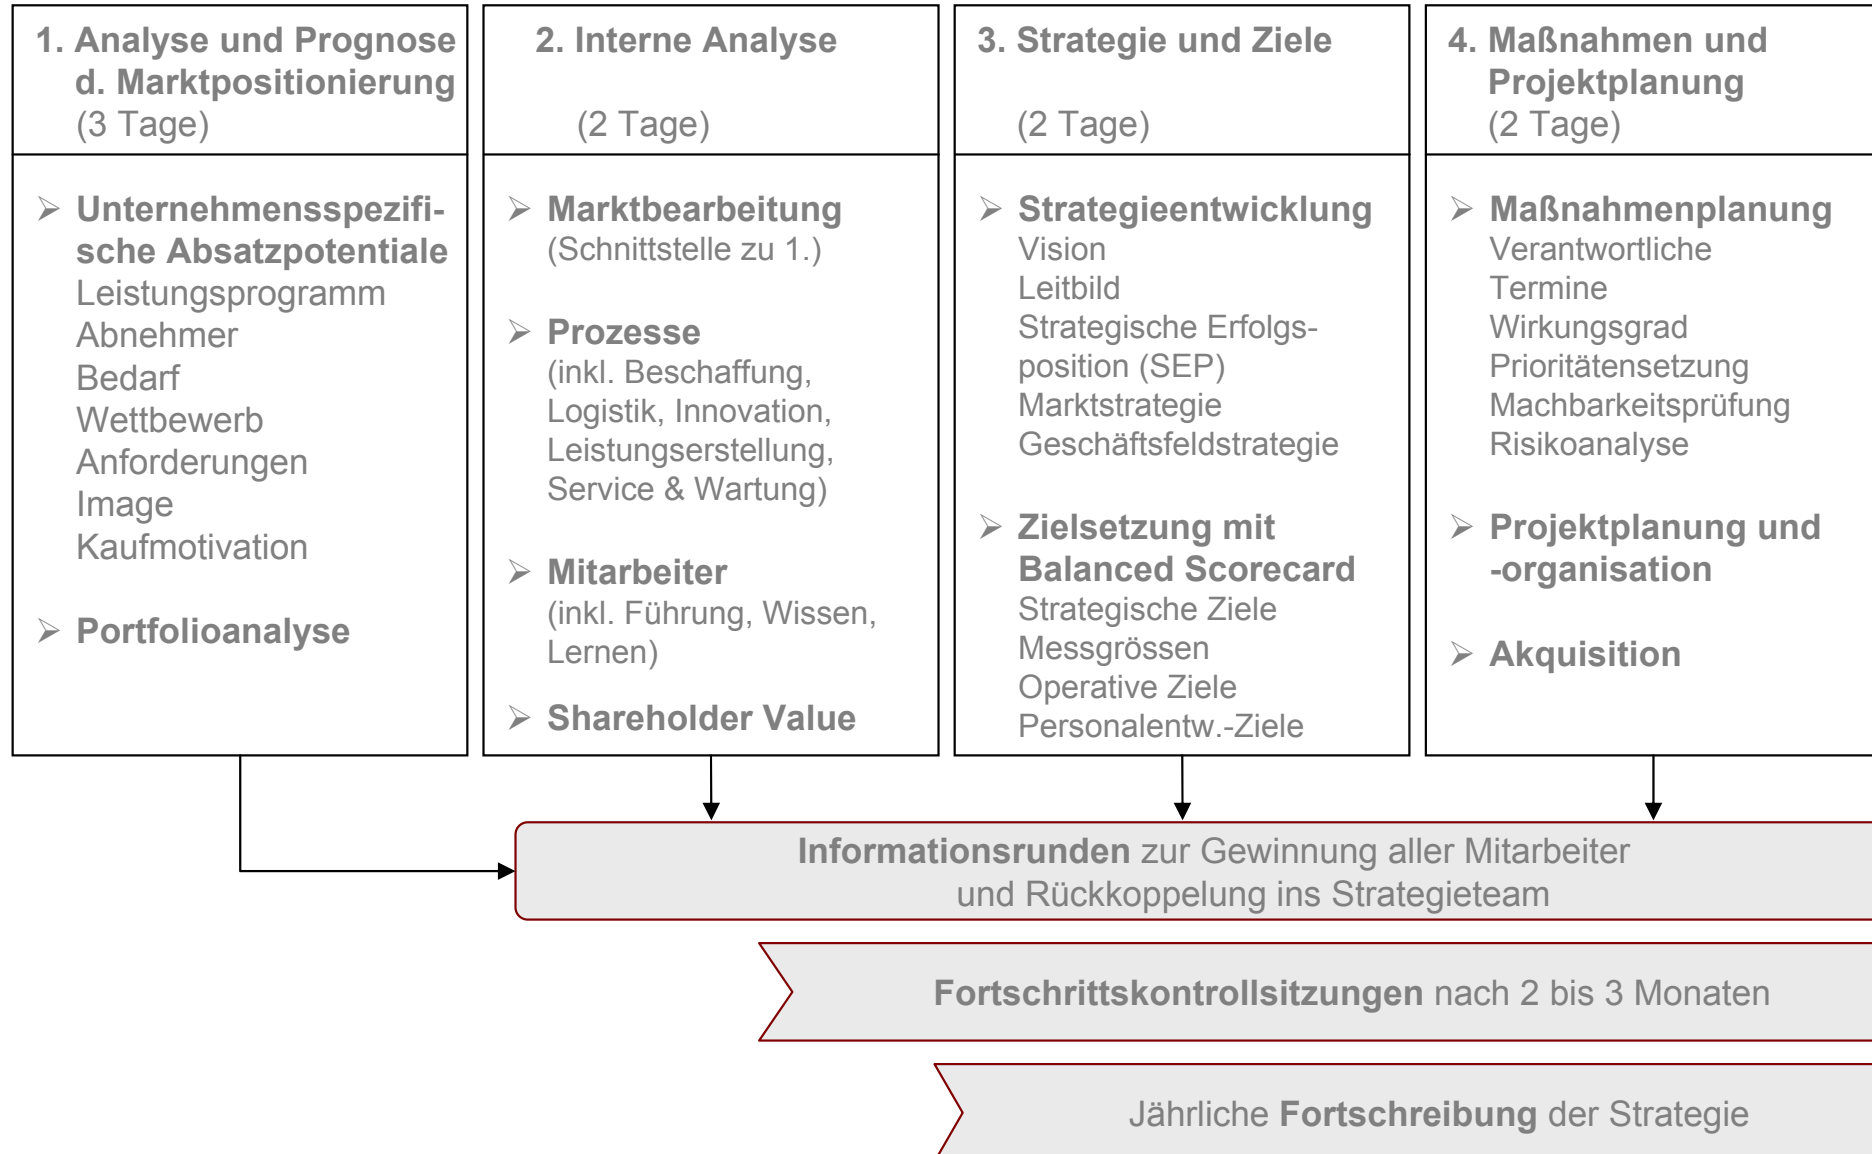 1. Analyse und Prognose
d. Marktpositionierung
(3 Tage)
➢ Unternehmensspezifi-
sche Absatzpotentiale
Leistungsprogramm
Abnehmer
Bedarf
Wettbewerb
Anforderungen
Image
Kaufmotivation
➢ Portfolioanalyse
2. Interne Analyse
(2 Tage)
➢ Marktbearbeitung
(Schnittstelle zu 1.)
➢ Prozesse
(inkl. Beschaffung,
Logistik, Innovation,
Leistungserstellung,
Service & Wartung)
➢ Mitarbeiter
(inkl. Führung, Wissen,
Lernen)
➢ Shareholder Value
3. Strategie und Ziele
(2 Tage)
➢ Strategieentwicklung
Vision
Leitbild
Strategische Erfolgs-
position (SEP)
Marktstrategie
Geschäftsfeldstrategie
➢ Zielsetzung mit
Balanced Scorecard
Strategische Ziele
Messgrössen
Operative Ziele
Personalentw.-Ziele
4. Maßnahmen und
Projektplanung
(2 Tage)
➢ Maßnahmenplanung
Verantwortliche
Termine
Wirkungsgrad
Prioritätensetzung
Machbarkeitsprüfung
Risikoanalyse
➢ Projektplanung und
-organisation
➢ Akquisition
Informationsrunden zur Gewinnung aller Mitarbeiter
und Rückkoppelung ins Strategieteam
Fortschrittskontrollsitzungen nach 2 bis 3 Monaten
Jährliche Fortschreibung der Strategie